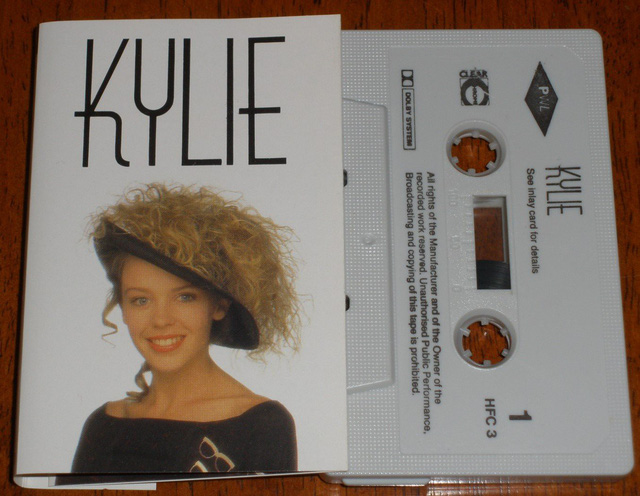 KYLIE
CLEAR
DOLBY SYSTEM
PWL
KYLIE
See inlay card for details
All rights of the Manufacturer and of the Owner of the
recorded work reserved. Unauthorised Public Performance,
Broadcasting and copying of this tape is prohibited.
1
HFC 3